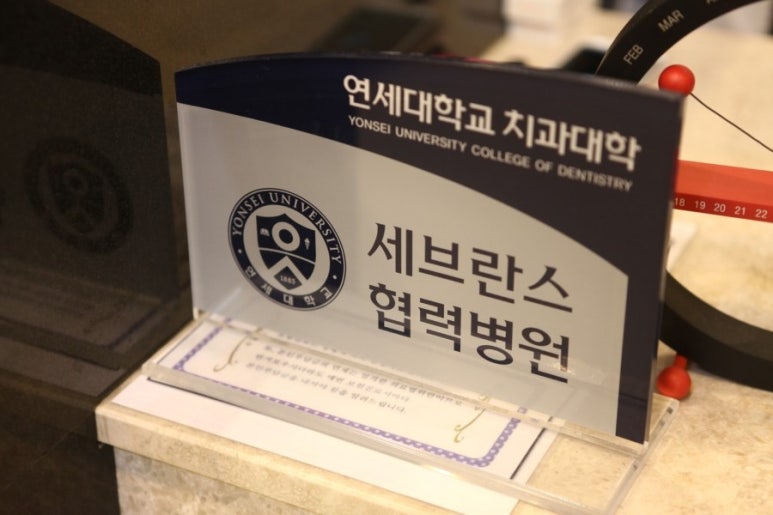 연세대학교 치과대학
YONSEI UNIVERSITY COLLEGE OF DENTISTRY
YONSEI UNIVERSITY
1885
연세대학교
세브란스
협력병원
FEB MAR
18 19 20 21 22